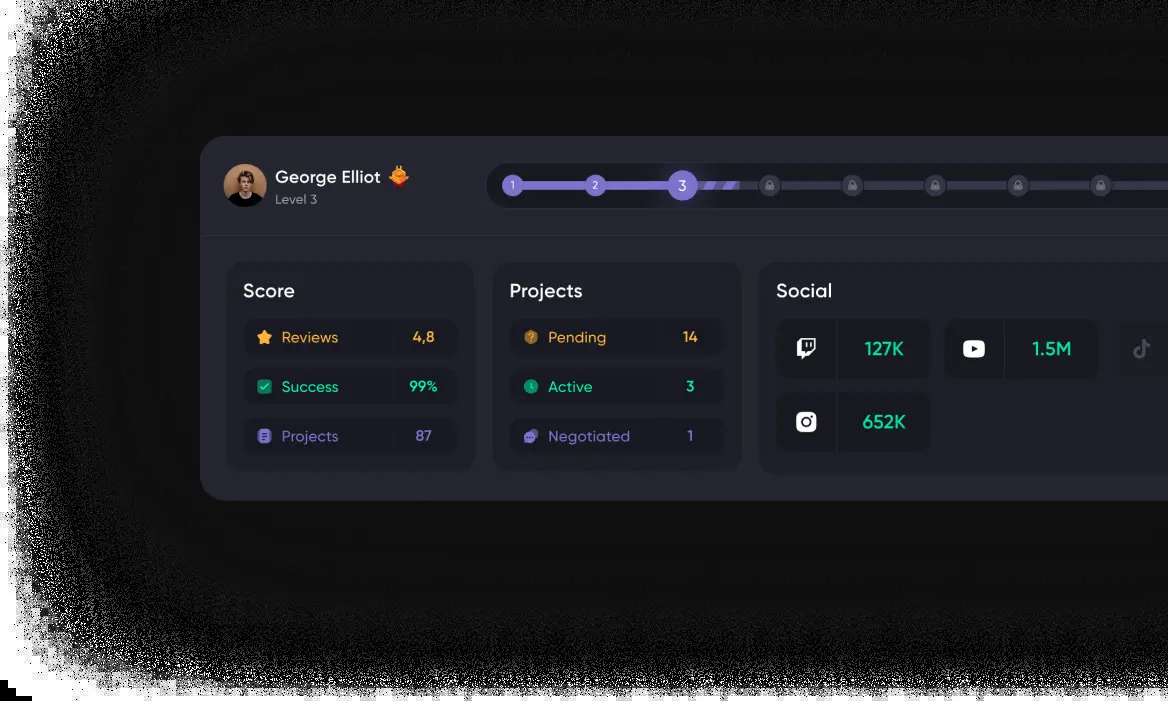 George Elliot
Level 3
1 2 3
Score
Reviews 4,8
Success 99%
Projects 87
Projects
Pending 14
Active 3
Negotiated 1
Social
127K
1.5M
652K